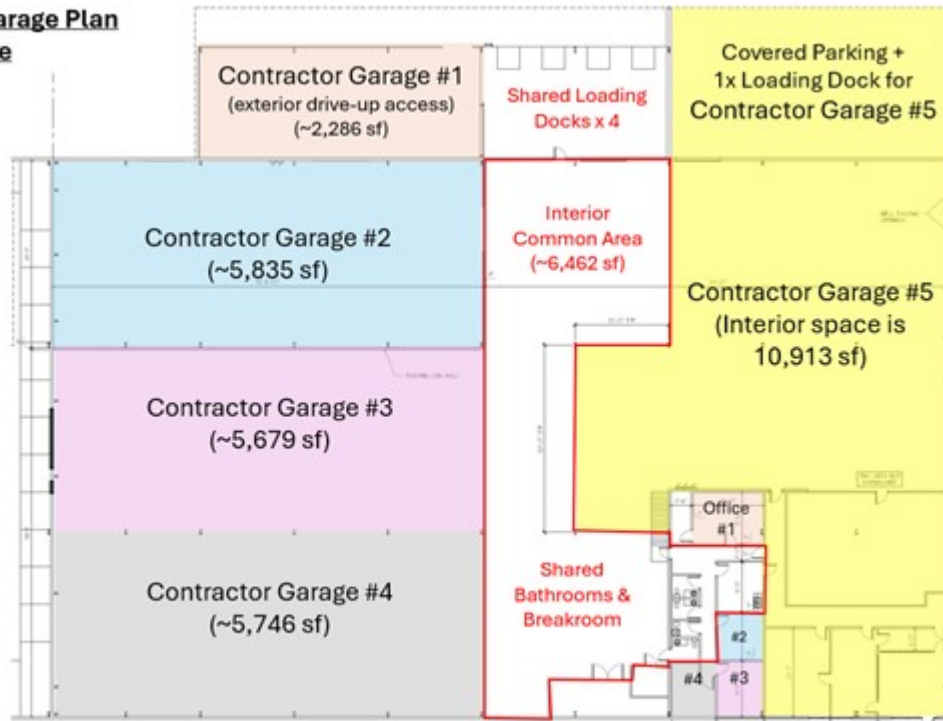 arage Plan
e
Contractor Garage #1
(exterior drive-up access)
(~2,286 sf)
Shared Loading
Docks x 4
Covered Parking +
1x Loading Dock for
Contractor Garage #5
Contractor Garage #2
(~5,835 sf)
Interior
Common Area
(~6,462 sf)
Contractor Garage #5
(Interior space is
10,913 sf)
Contractor Garage #3
(~5,679 sf)
Office
#1
Contractor Garage #4
(~5,746 sf)
Shared
Bathrooms &
Breakroom
#2
#4
#3